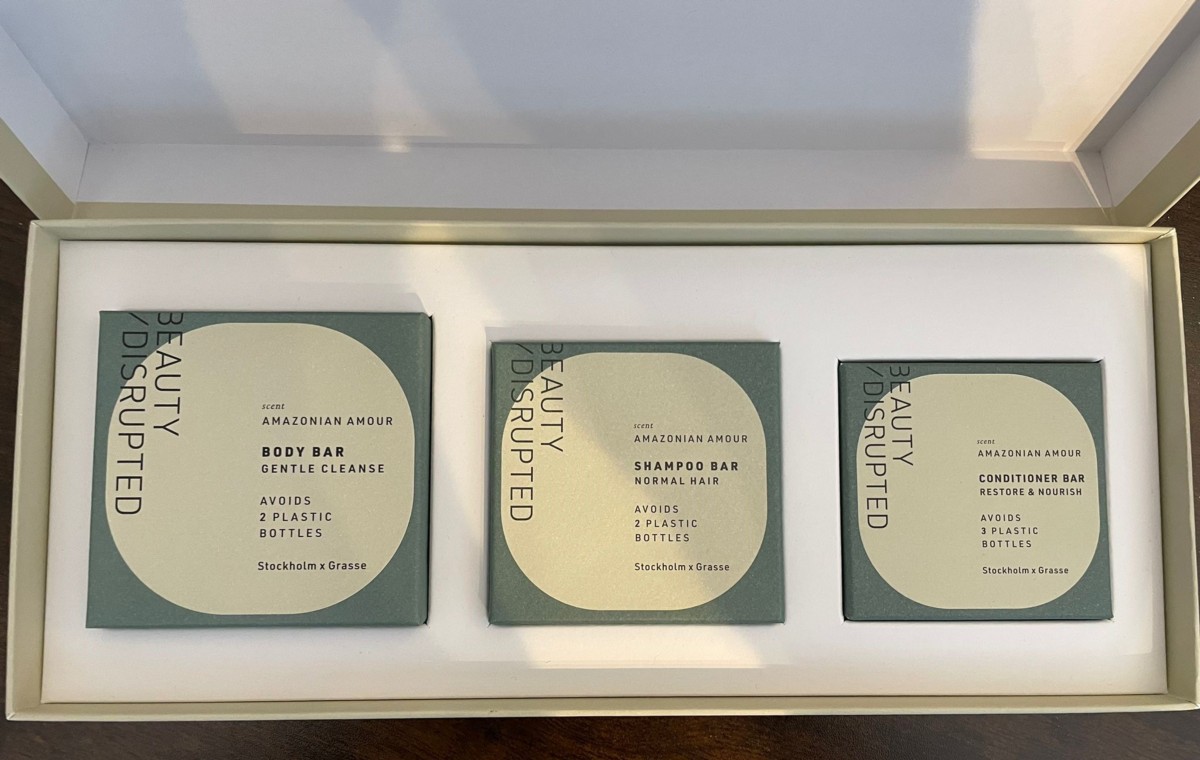 BEAUTY
/DISRUPTED
scent
AMAZONIAN AMOUR
BODY BAR
GENTLE CLEANSE
AVOIDS
2 PLASTIC
BOTTLES
Stockholm x Grasse
BEAUTY
/DISRUPTED
scent
AMAZONIAN AMOUR
SHAMPOO BAR
NORMAL HAIR
AVOIDS
2 PLASTIC
BOTTLES
Stockholm x Grasse
BEAUTY
/DISRUPTED
scent
AMAZONIAN AMOUR
CONDITIONER BAR
RESTORE & NOURISH
AVOIDS
3 PLASTIC
BOTTLES
Stockholm x Grasse